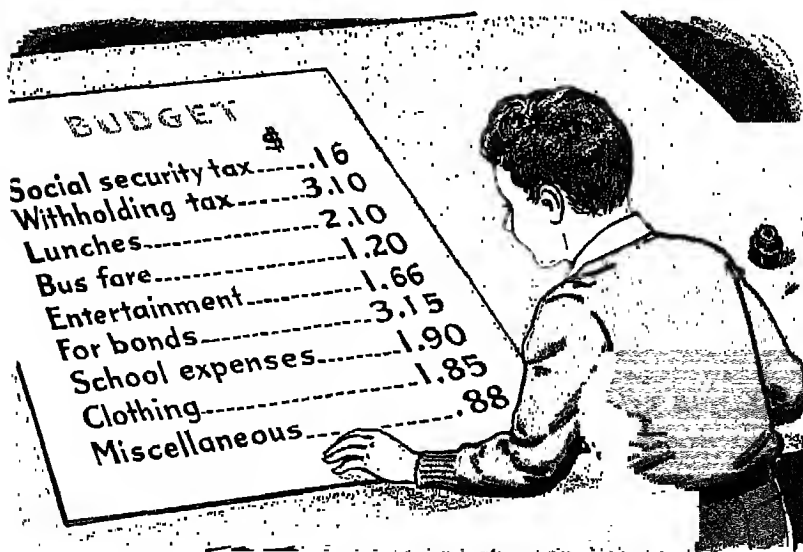 BUDGET
$
Social security tax------.16
Withholding tax------3.10
Lunches------2.10
Bus fare------1.20
Entertainment------1.66
For bonds------3.15
School expenses------1.90
Clothing------1.85
Miscellaneous------.88